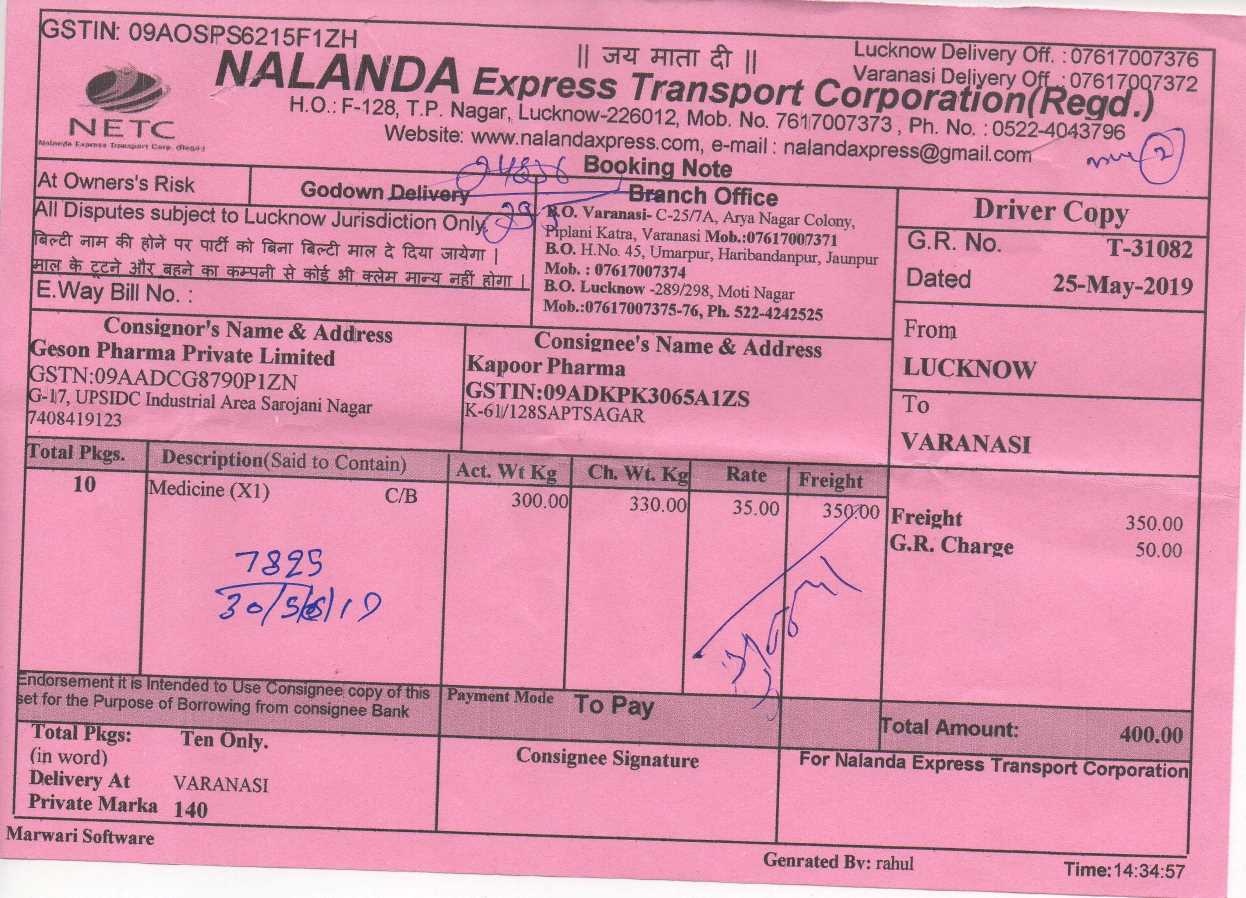 GSTIN: 09AOSPS6215F1ZH
|| जय माता दी ||
Lucknow Delivery Off. : 07617007376
Varanasi Delivery Off. : 07617007372
NALANDA Express Transport Corporation(Regd.)
NETC
Nalanda Express Transport Corp. (Regd.)
H.O.: F-128, T.P. Nagar, Lucknow-226012, Mob. No. 7617007373 , Ph. No. : 0522-4043796
Website: www.nalandaxpress.com, e-mail : nalandaxpress@gmail.com
2
Booking Note
At Owners's Risk
Godown Delivery
All Disputes subject to Lucknow Jurisdiction Only.
बिल्टी नाम की होने पर पार्टी को बिना बिल्टी माल दे दिया जायेगा |
माल के टूटने और बहने का कम्पनी से कोई भी क्लेम मान्य नहीं होगा |
E.Way Bill No. :
Branch Office
B.O. Varanasi- C-25/7A, Arya Nagar Colony,
Piplani Katra, Varanasi Mob.:07617007371
B.O. H.No. 45, Umarpur, Haribandanpur, Jaunpur
Mob. : 07617007374
B.O. Lucknow -289/298, Moti Nagar
Mob.:07617007375-76, Ph. 522-4242525
Driver Copy
G.R. No. T-31082
Dated 25-May-2019
From
LUCKNOW
To
VARANASI
Consignor's Name & Address
Geson Pharma Private Limited
GSTN:09AADCG8790P1ZN
G-17, UPSIDC Industrial Area Sarojani Nagar
7408419123
Consignee's Name & Address
Kapoor Pharma
GSTIN:09ADKPK3065A1ZS
K-61/128SAPTSAGAR
Total Pkgs. Description(Said to Contain) Act. Wt Kg Ch. Wt. Kg Rate Freight
10 Medicine (X1) C/B 300.00 330.00 35.00 350.00
Freight 350.00
G.R. Charge 50.00
7825
Endorsement it is Intended to Use Consignee copy of this
set for the Purpose of Borrowing from consignee Bank
Payment Mode To Pay
Total Amount: 400.00
Total Pkgs: Ten Only.
(in word)
Delivery At VARANASI
Private Marka 140
Consignee Signature
For Nalanda Express Transport Corporation
Marwari Software
Genrated By: rahul
Time:14:34:57